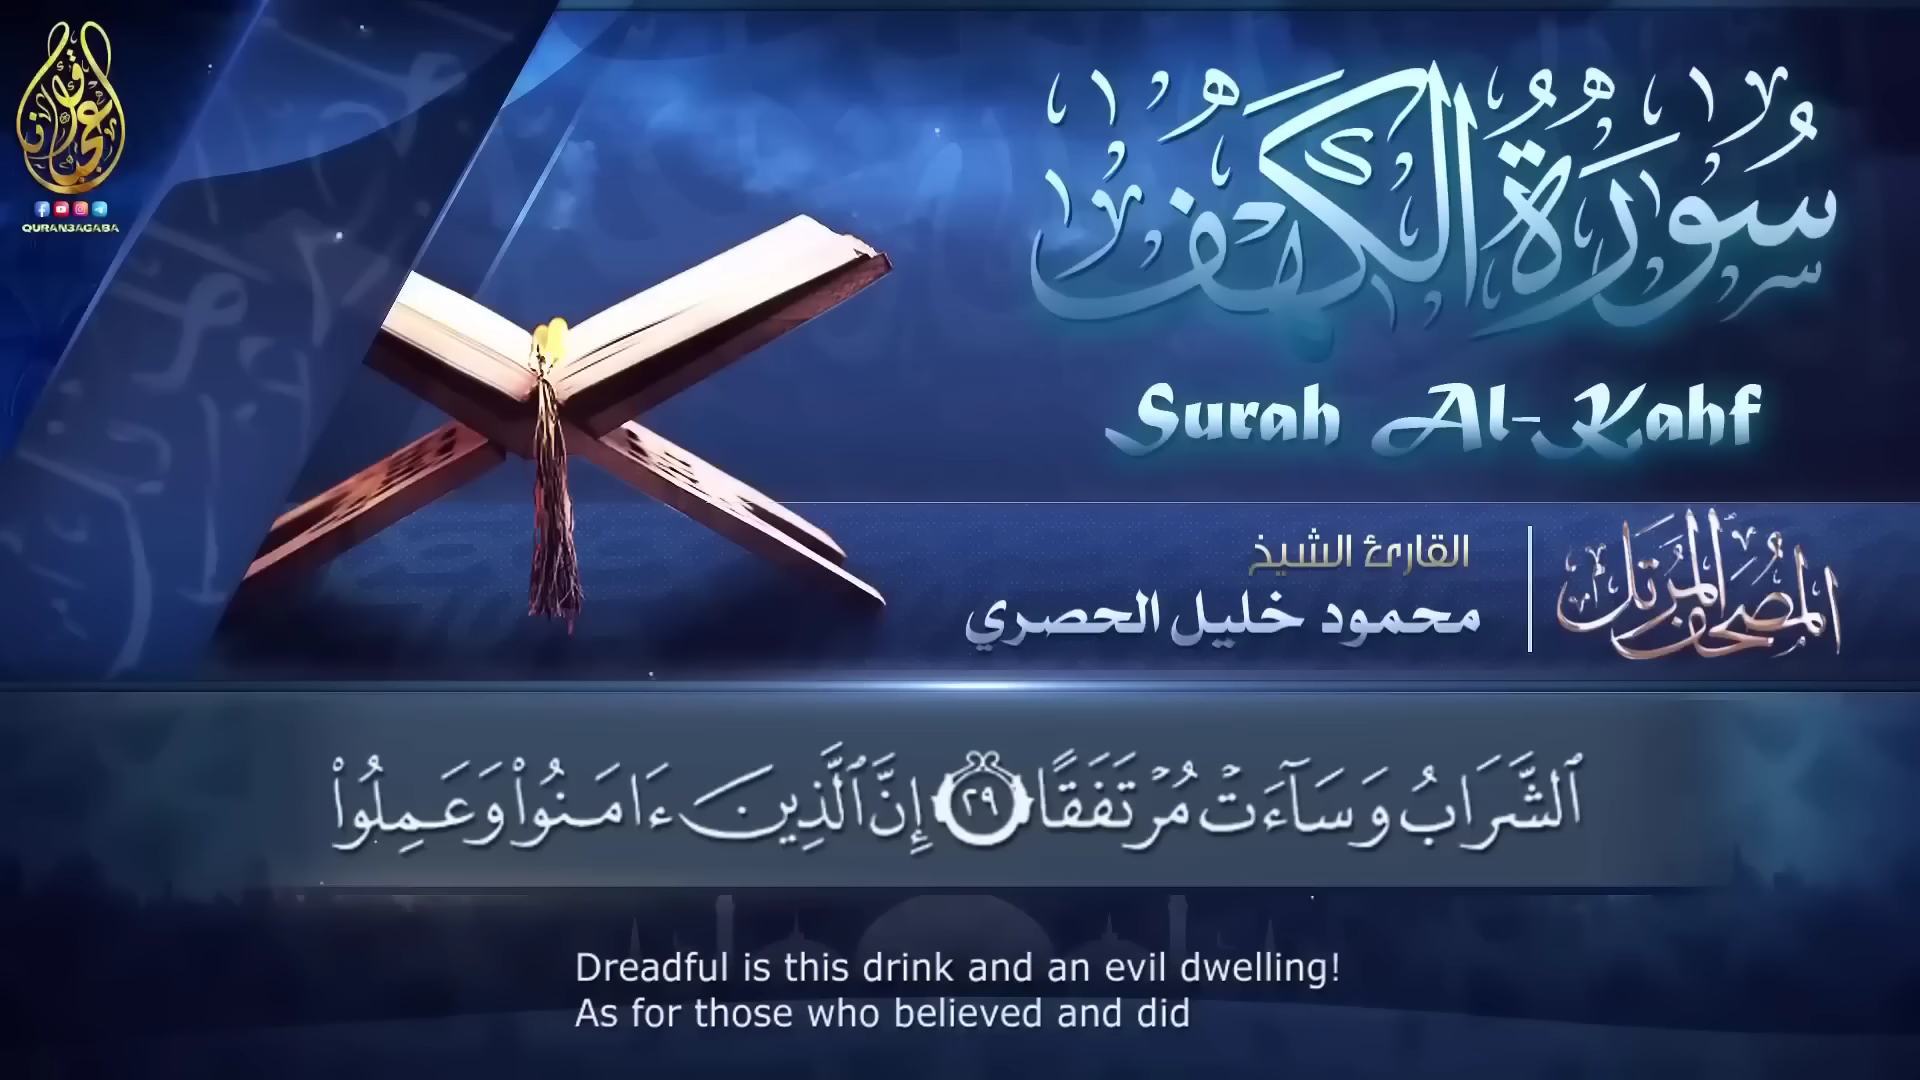 QURAN3AGABA
سُورَةُ الكَهْفِ
Surah Al-Kahf
القارئ الشيخ
محمود خليل الحصري
المصحف المرتل
ٱلشَّرَابُ وَسَآءَتْ مُرْتَفَقًا ٢٩ إِنَّ ٱلَّذِينَ ءَامَنُوا۟ وَعَمِلُوا۟
Dreadful is this drink and an evil dwelling!
As for those who believed and did